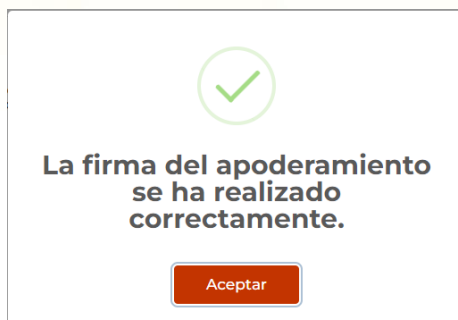 La firma del apoderamiento
se ha realizado
correctamente.
Aceptar